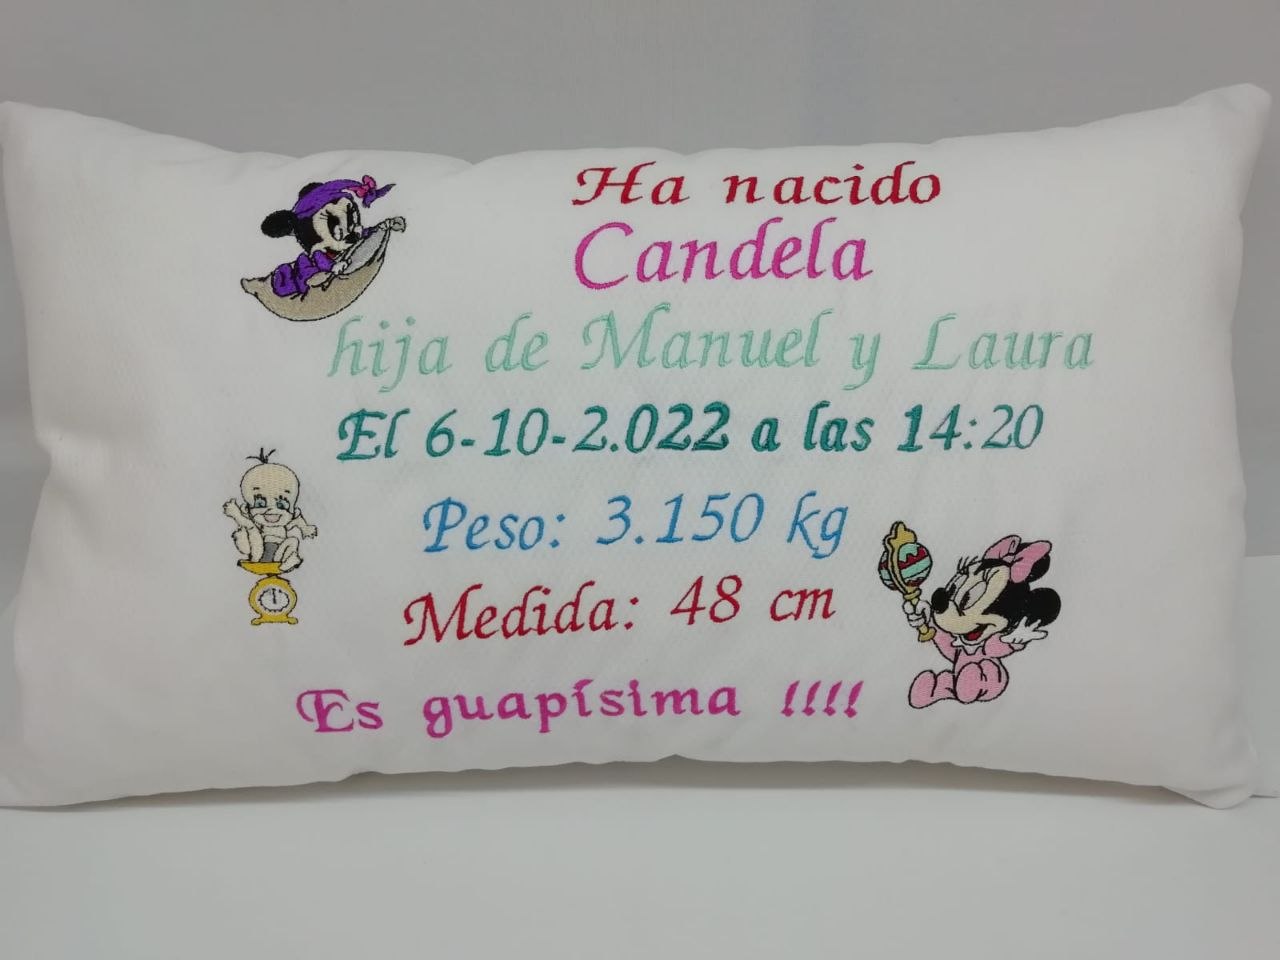 Ha nacido
Candela
hija de Manuel y Laura
El 6-10-2.022 a las 14:20
Peso: 3.150 kg
Medida: 48 cm
Es guapísima !!!!